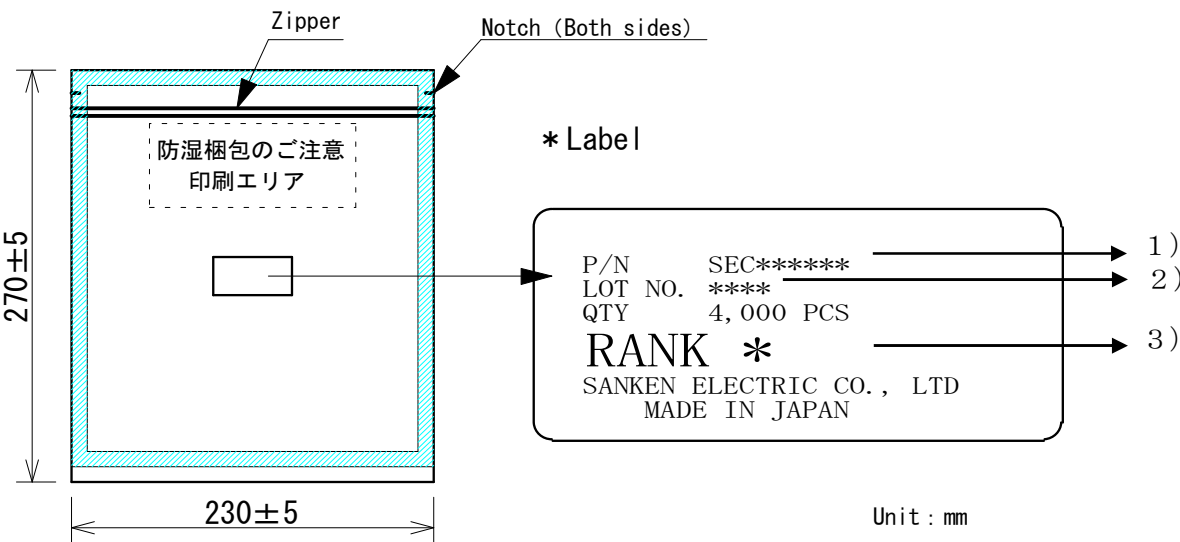 Zipper
Notch (Both sides)
防湿梱包のご注意
印刷エリア
270±5
230±5
*Label
P/N SEC******
LOT NO. ****
QTY 4,000 PCS
RANK *
SANKEN ELECTRIC CO., LTD
MADE IN JAPAN
1)
2)
3)
Unit:mm